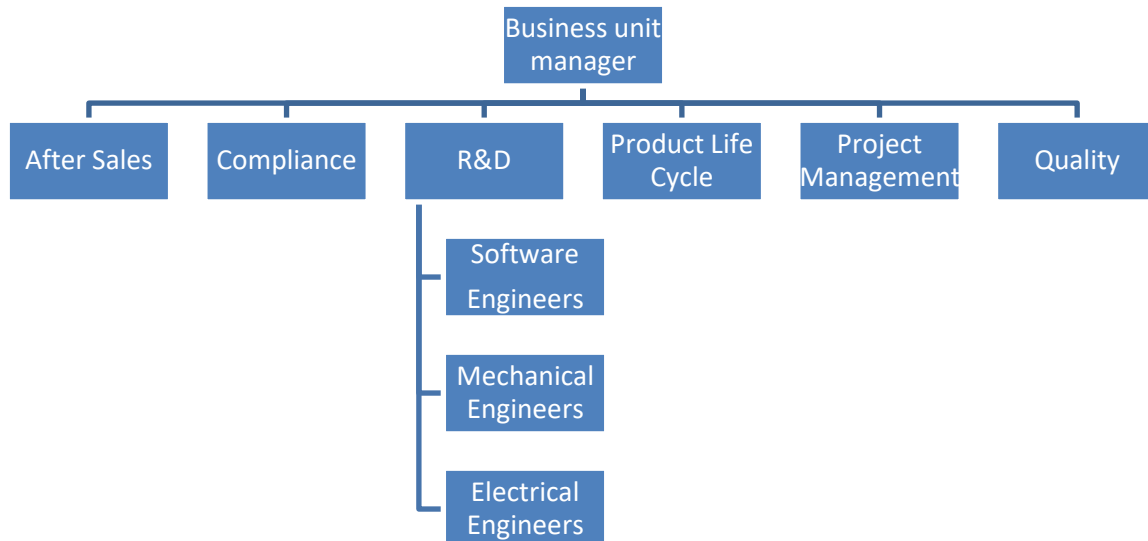 Business unit
manager
After Sales
Compliance
R&D
Product Life
Cycle
Project
Management
Quality
Software
Engineers
Mechanical
Engineers
Electrical
Engineers